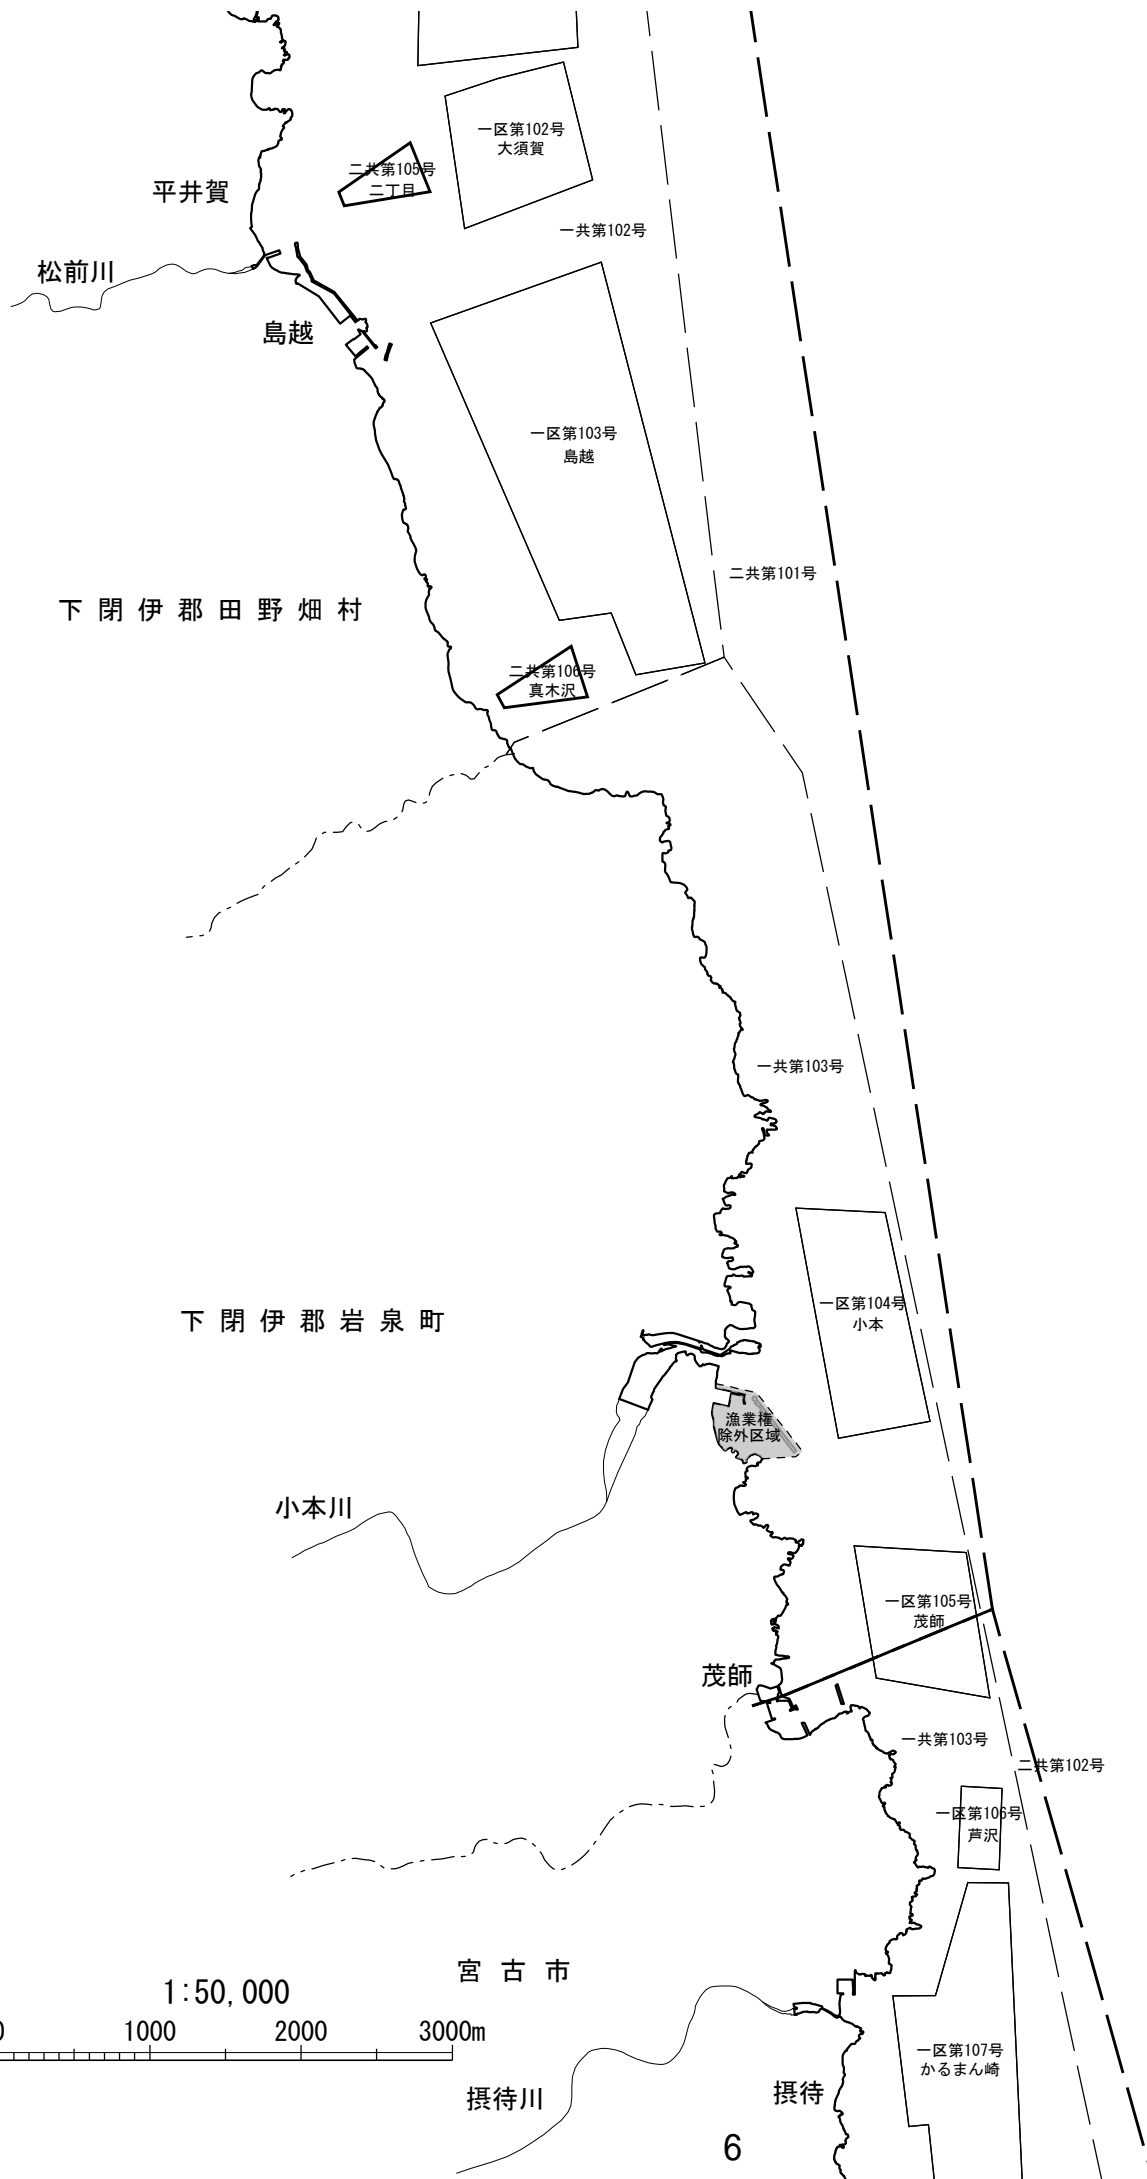 一区第102号
大須賀
二共第105号
二丁目
平井賀
一共第102号
松前川
島越
一区第103号
島越
二共第101号
下閉伊郡田野畑村
二共第106号
真木沢
一共第103号
一区第104号
小本
下閉伊郡岩泉町
漁業権
除外区域
小本川
一区第105号
茂師
茂師
一共第103号
二共第102号
一区第106号
芦沢
宮古市
1:50,000
0 1000 2000 3000m
一区第107号
かるまん崎
摂待川
摂待
6